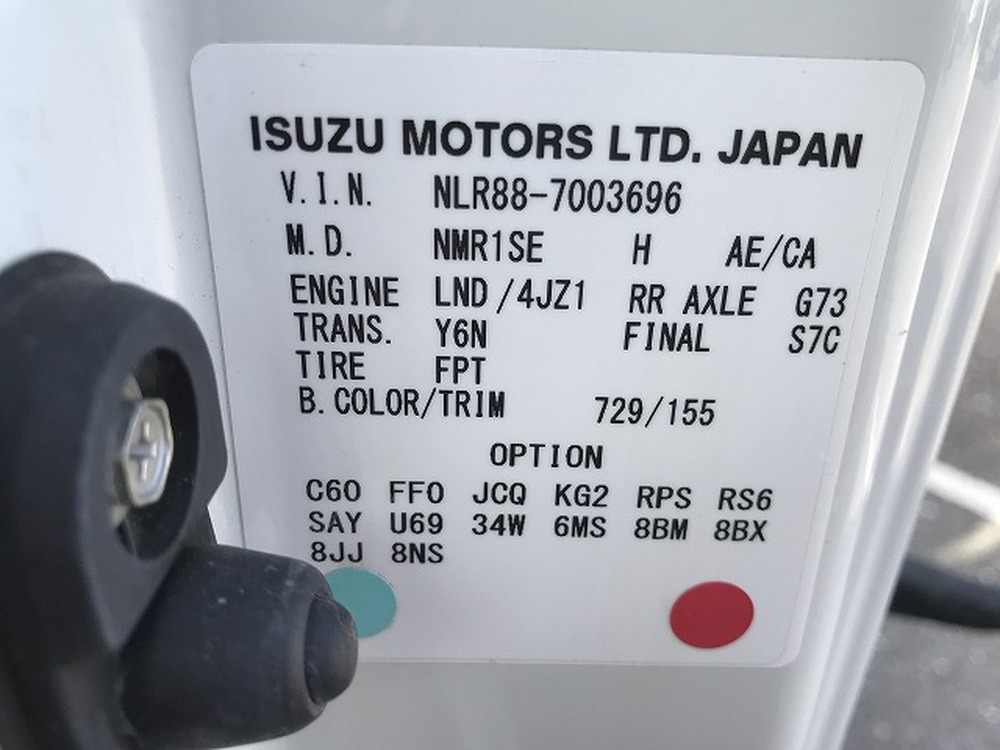 ISUZU MOTORS LTD. JAPAN
V.I.N. NLR88-7003696
M.D. NMR1SE H AE/CA
ENGINE LND/4JZ1 RR AXLE G73
TRANS. Y6N FINAL S7C
TIRE FPT
B.COLOR/TRIM 729/155
OPTION
C60 FF0 JCQ KG2 RPS RS6
SAY U69 34W 6MS 8BM 8BX
8JJ 8NS